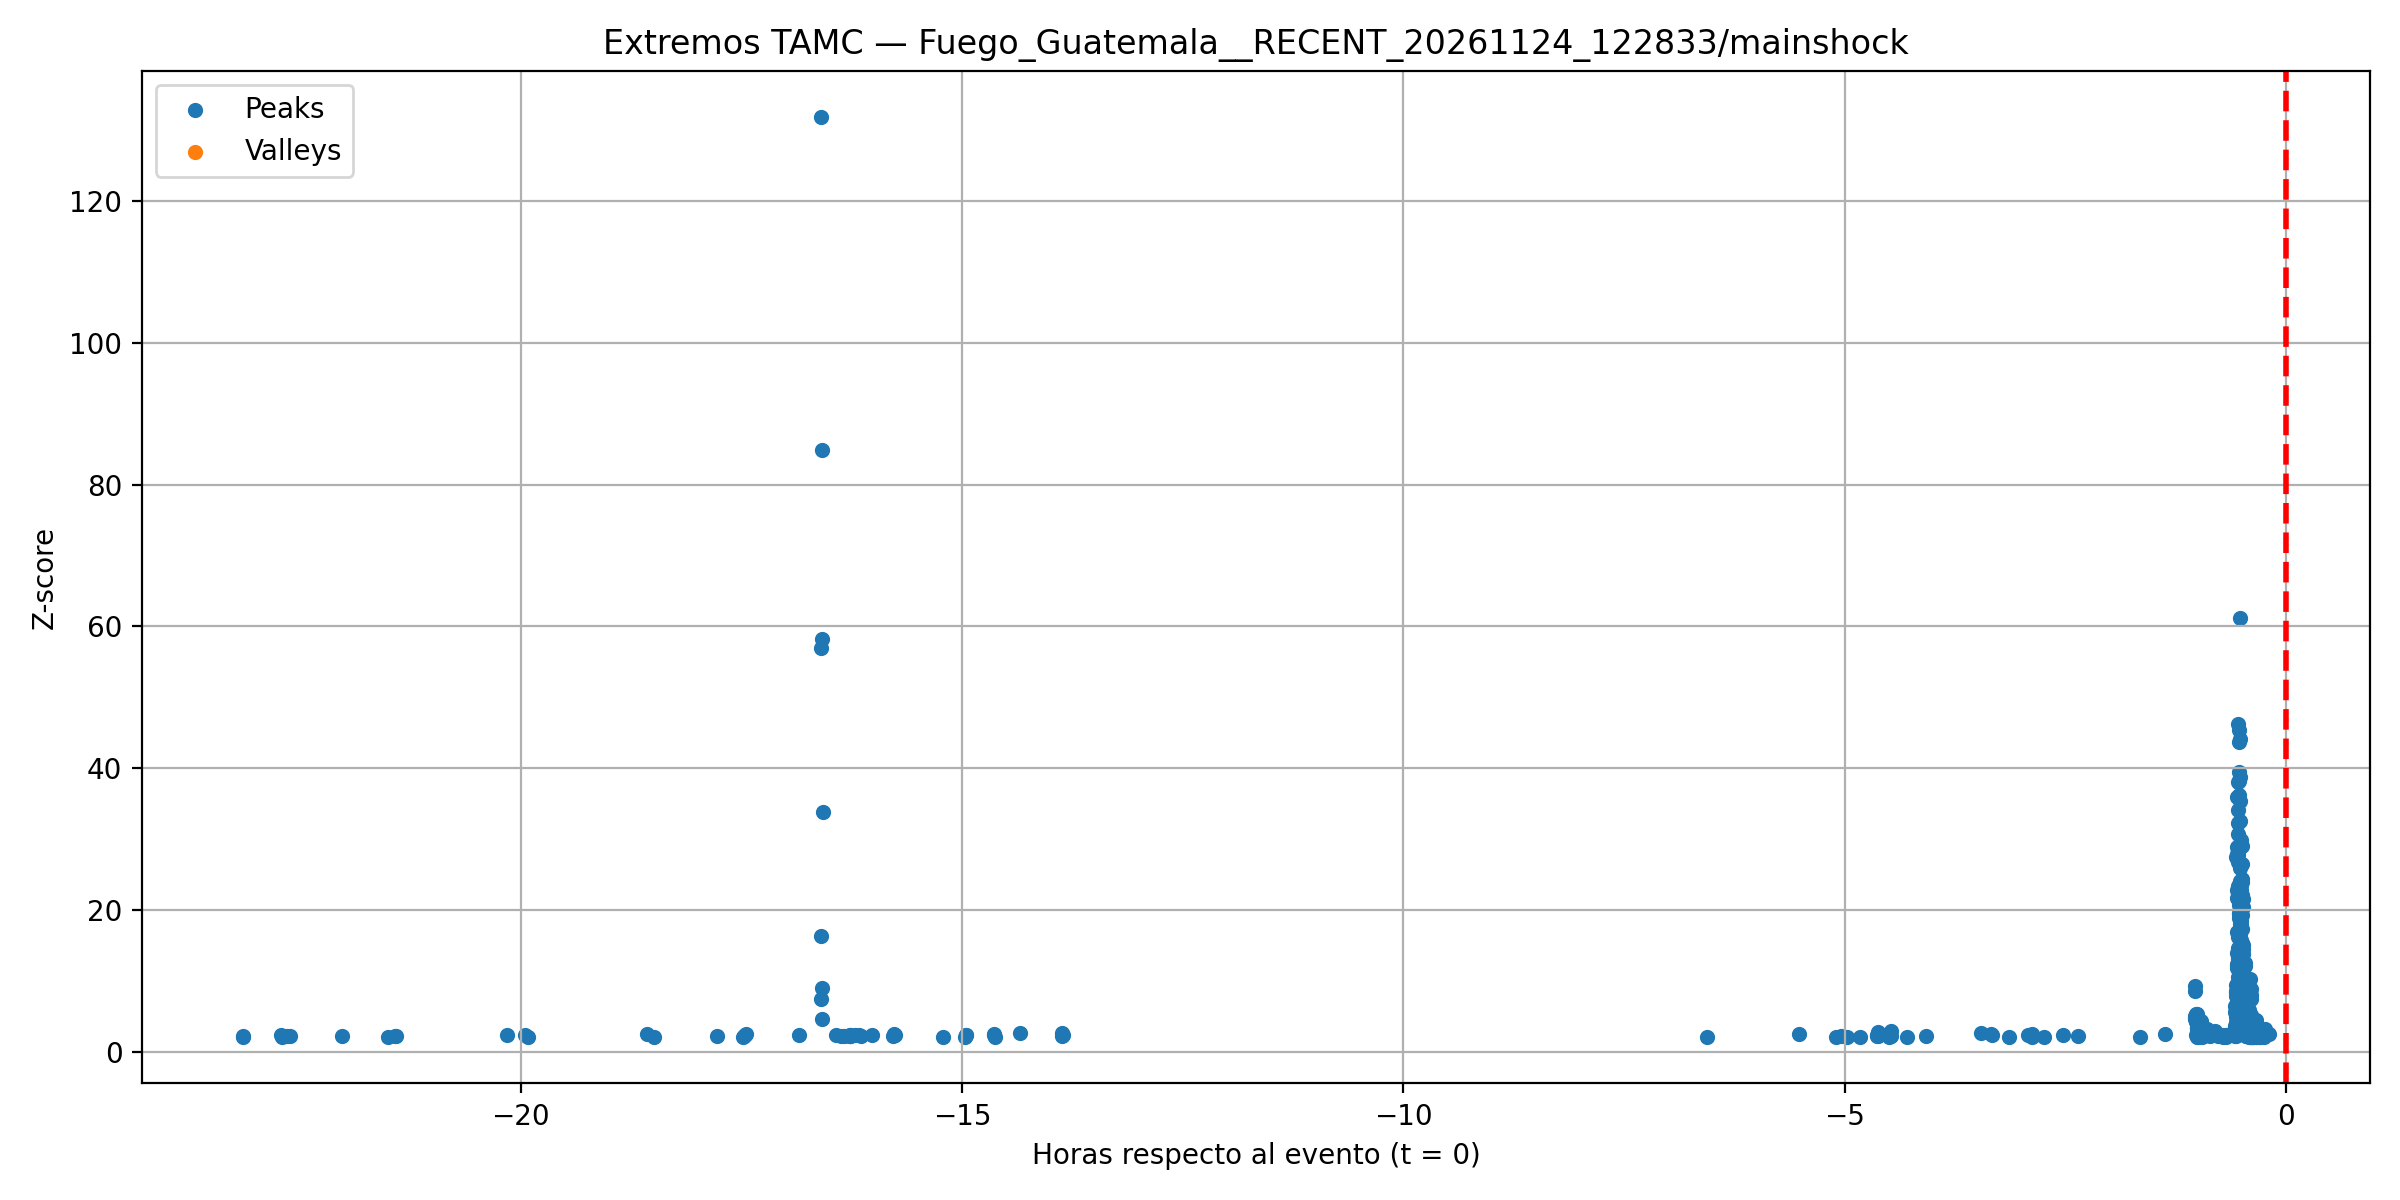 Extremos TAMC — Fuego_Guatemala__RECENT_20261124_122833/mainshock
Peaks
Valleys
120
100
80
60
40
20
0
Z-score
−20
−15
−10
−5
0
Horas respecto al evento (t = 0)